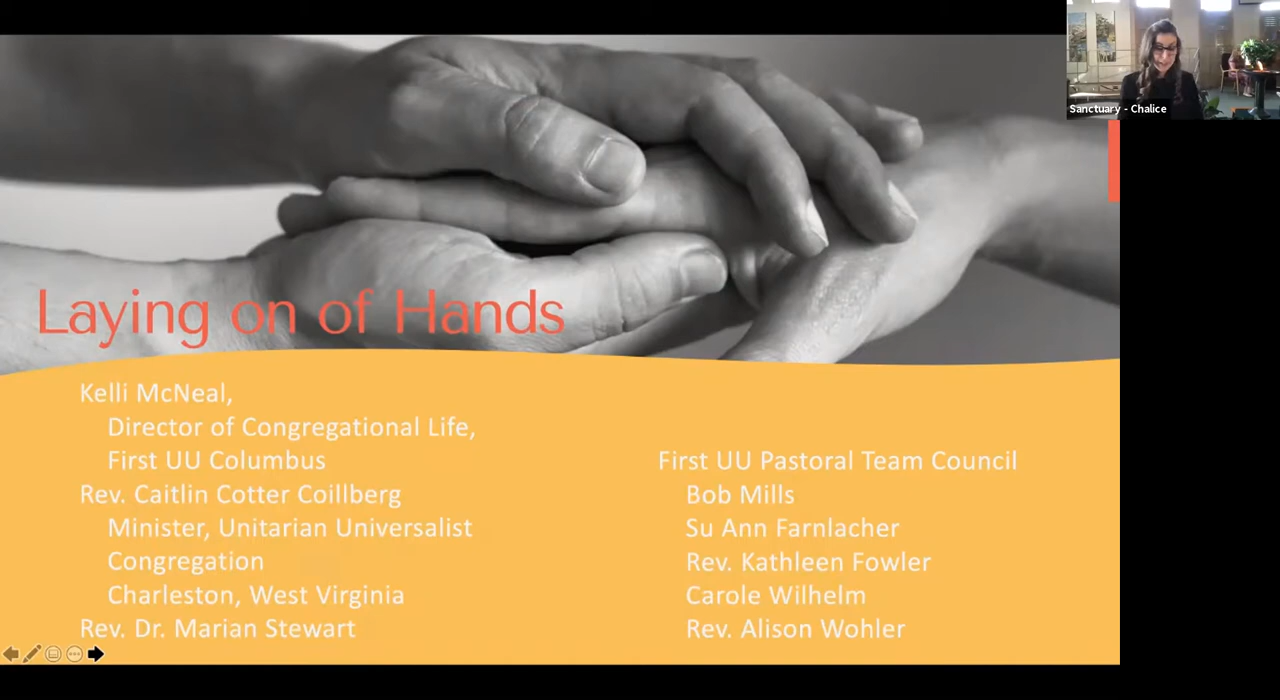 Sanctuary - Chalice
Laying on of Hands
Kelli McNeal,
Director of Congregational Life,
First UU Columbus
Rev. Caitlin Cotter Coillberg
Minister, Unitarian Universalist
Congregation
Charleston, West Virginia
Rev. Dr. Marian Stewart
First UU Pastoral Team Council
Bob Mills
Su Ann Farnlacher
Rev. Kathleen Fowler
Carole Wilhelm
Rev. Alison Wohler